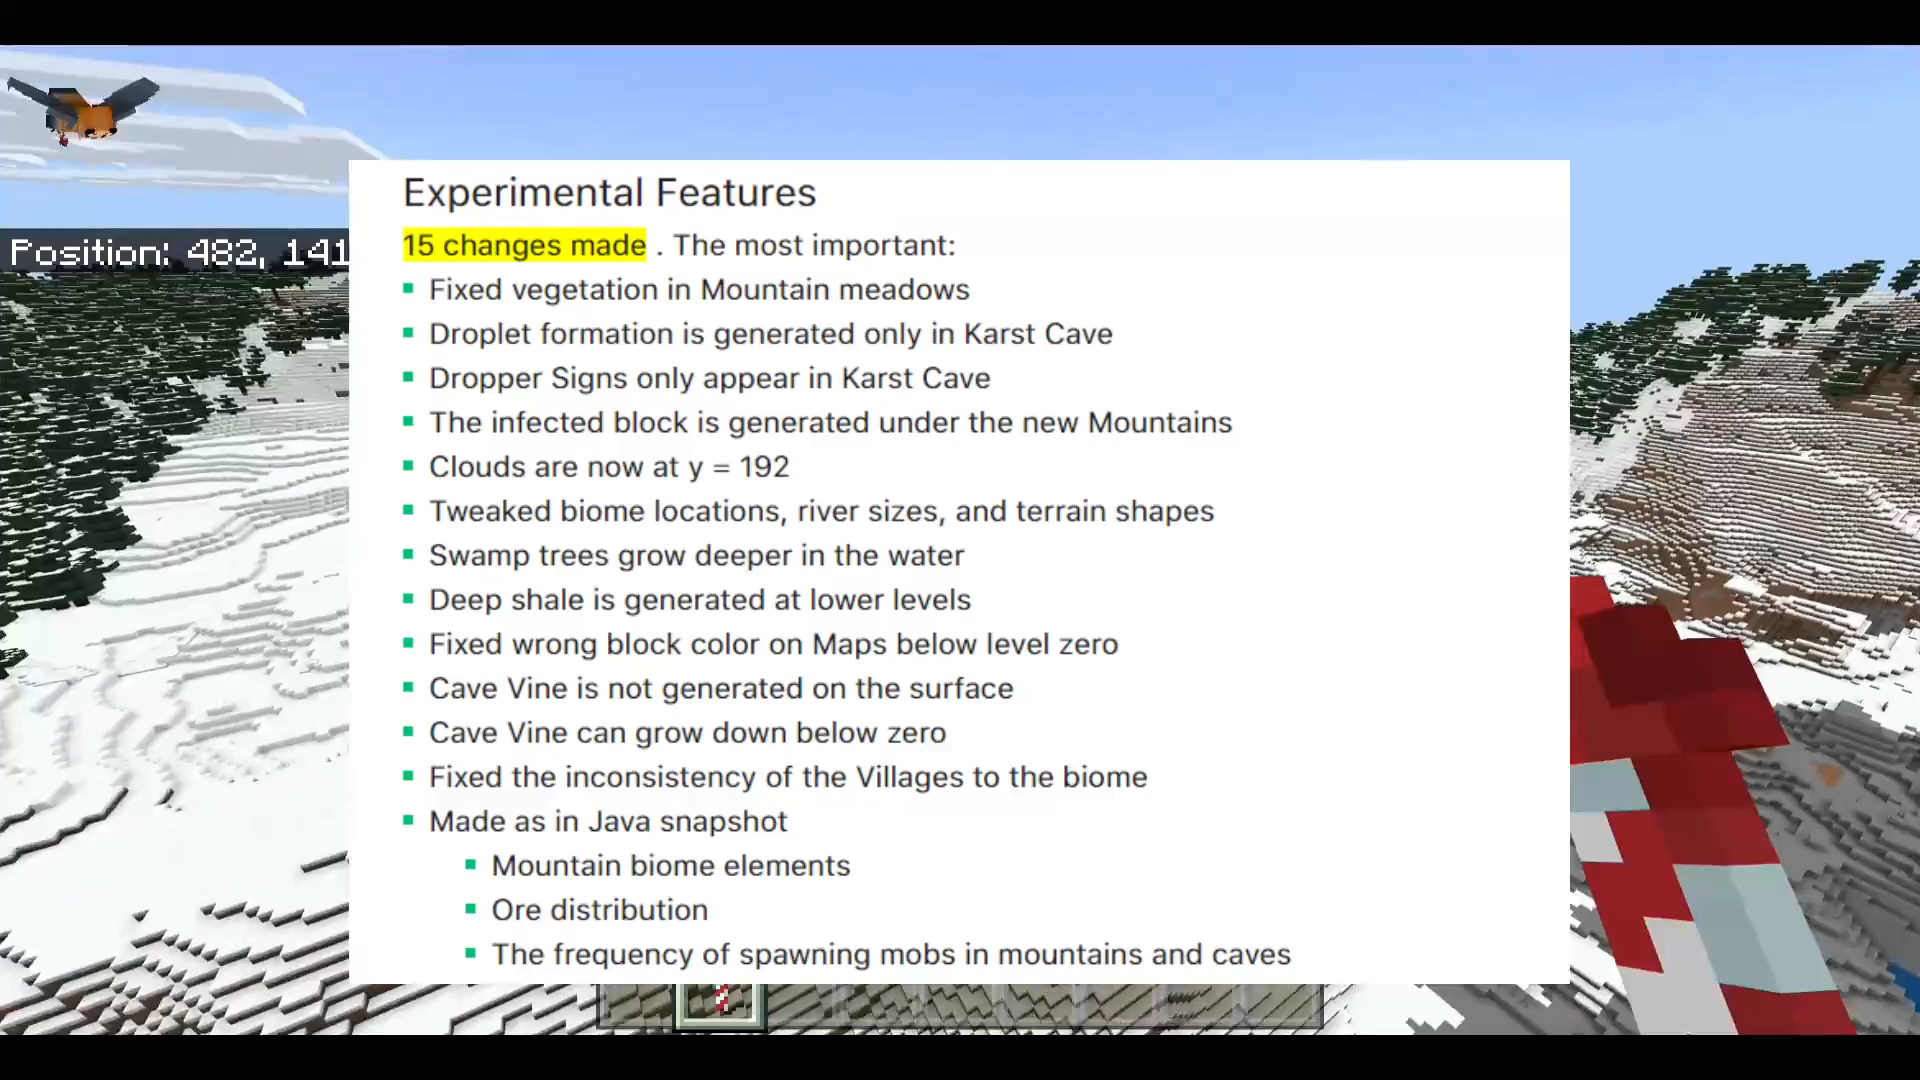 Experimental Features
15 changes made . The most important:
Position: 482, 141
Fixed vegetation in Mountain meadows
Droplet formation is generated only in Karst Cave
Dropper Signs only appear in Karst Cave
The infected block is generated under the new Mountains
Clouds are now at y = 192
Tweaked biome locations, river sizes, and terrain shapes
Swamp trees grow deeper in the water
Deep shale is generated at lower levels
Fixed wrong block color on Maps below level zero
Cave Vine is not generated on the surface
Cave Vine can grow down below zero
Fixed the inconsistency of the Villages to the biome
Made as in Java snapshot
Mountain biome elements
Ore distribution
The frequency of spawning mobs in mountains and caves